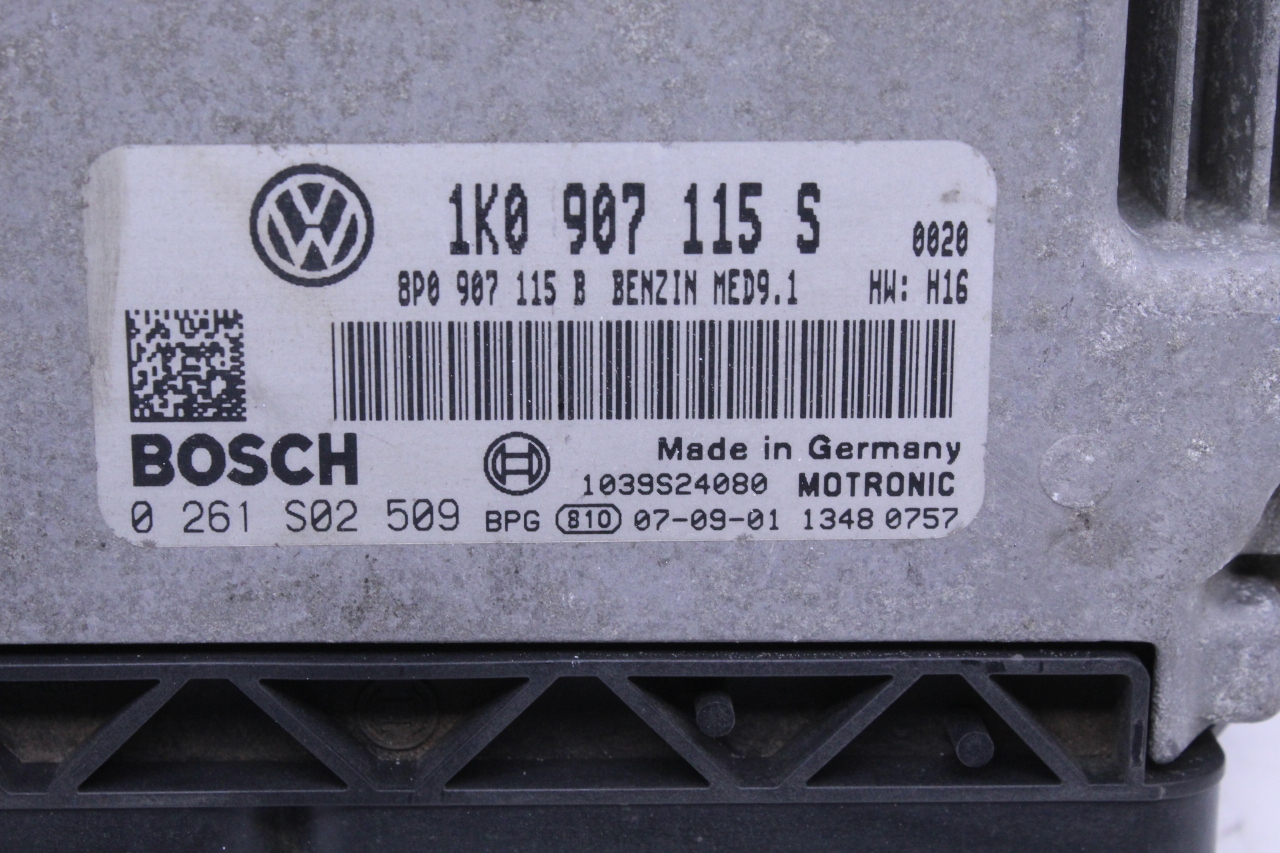 1K0 907 115 S
0020
8P0 907 115 B BENZIN MED9.1 HW: H16
BOSCH
Made in Germany
1039S24080 MOTRONIC
0 261 S02 509 BPG 810 07-09-01 1348 0757